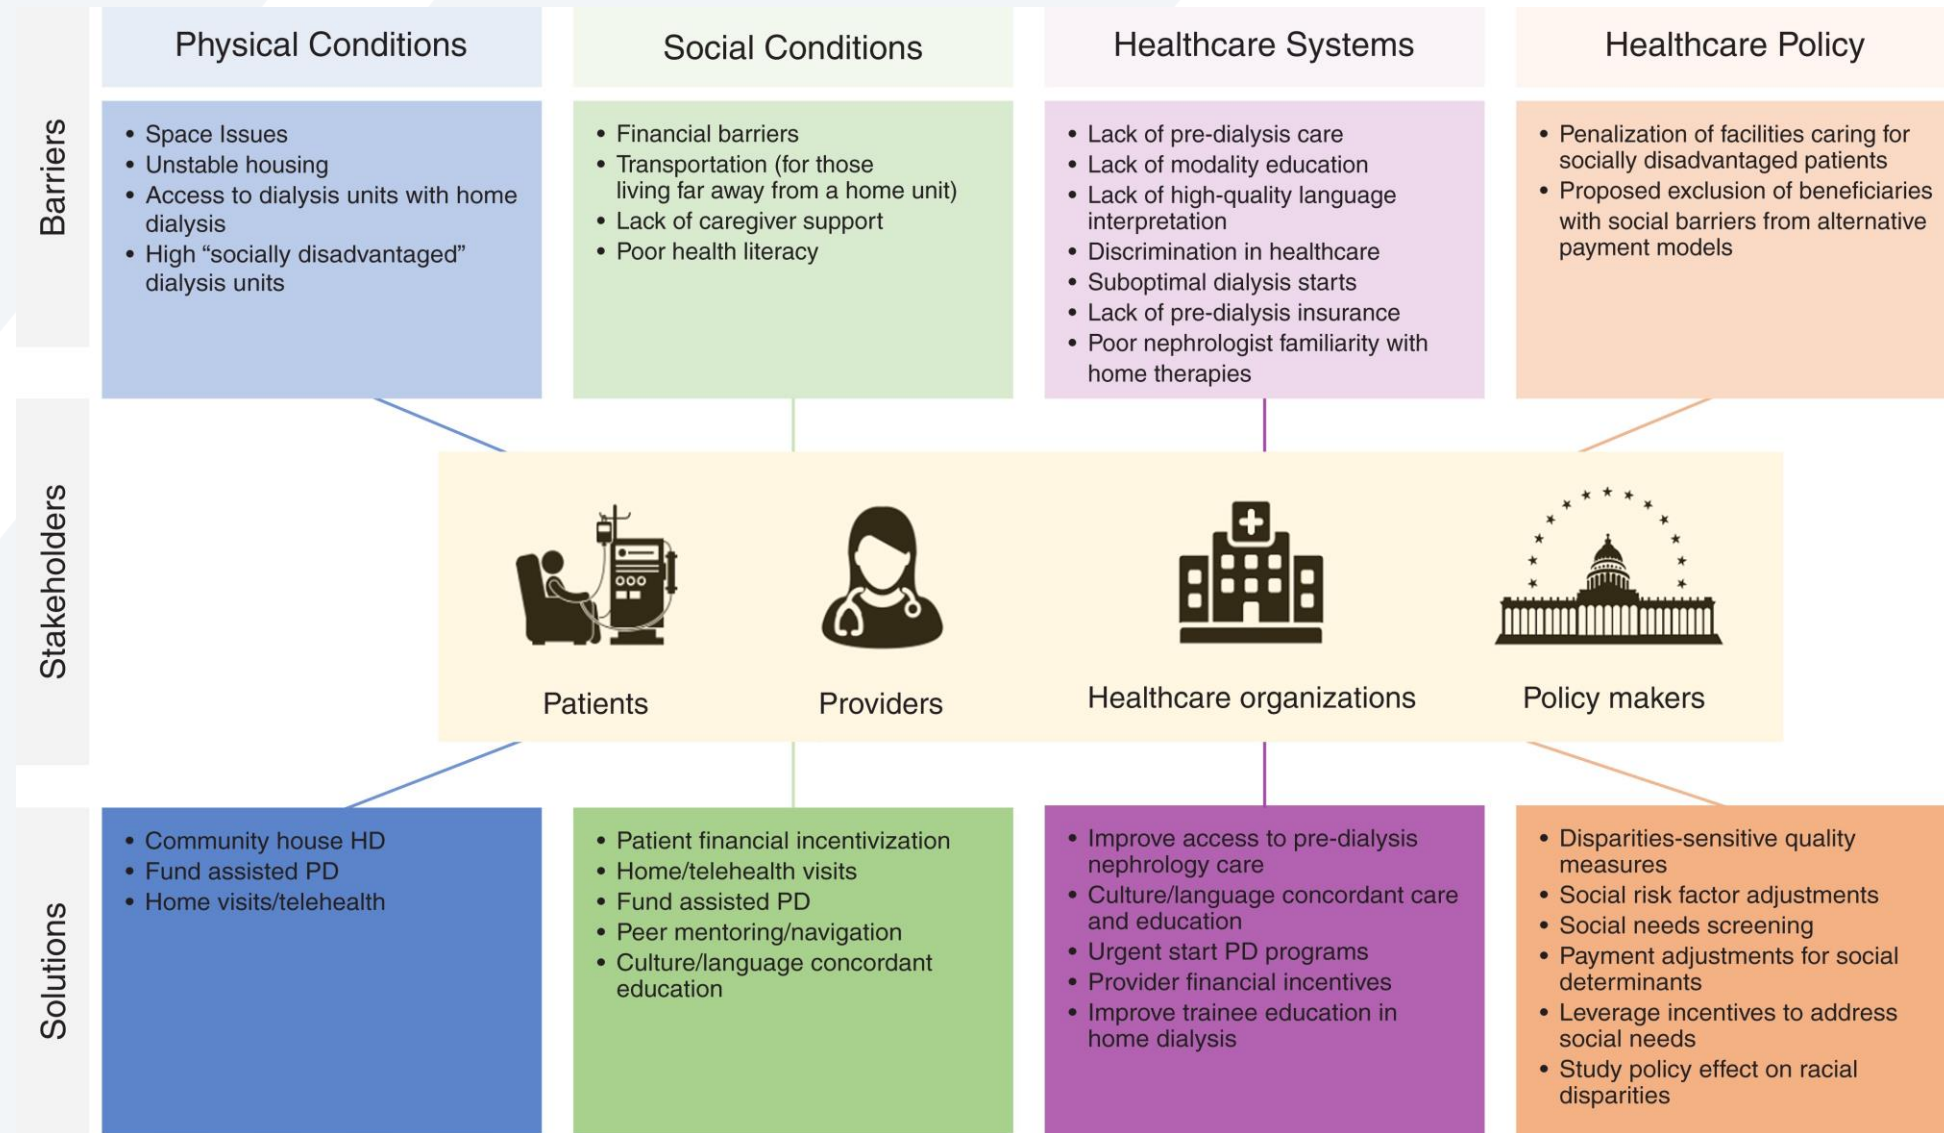 Physical Conditions
Social Conditions
Healthcare Systems
Healthcare Policy
Barriers
• Space Issues
• Unstable housing
• Access to dialysis units with home
dialysis
• High “socially disadvantaged”
dialysis units
• Financial barriers
• Transportation (for those
living far away from a home unit)
• Lack of caregiver support
• Poor health literacy
• Lack of pre-dialysis care
• Lack of modality education
• Lack of high-quality language
interpretation
• Discrimination in healthcare
• Suboptimal dialysis starts
• Lack of pre-dialysis insurance
• Poor nephrologist familiarity with
home therapies
• Penalization of facilities caring for
socially disadvantaged patients
• Proposed exclusion of beneficiaries
with social barriers from alternative
payment models
Stakeholders
Patients
Providers
Healthcare organizations
Policy makers
Solutions
• Community house HD
• Fund assisted PD
• Home visits/telehealth
• Patient financial incentivization
• Home/telehealth visits
• Fund assisted PD
• Peer mentoring/navigation
• Culture/language concordant
education
• Improve access to pre-dialysis
nephrology care
• Culture/language concordant care
and education
• Urgent start PD programs
• Provider financial incentives
• Improve trainee education in
home dialysis
• Disparities-sensitive quality
measures
• Social risk factor adjustments
• Social needs screening
• Payment adjustments for social
determinants
• Leverage incentives to address
social needs
• Study policy effect on racial
disparities